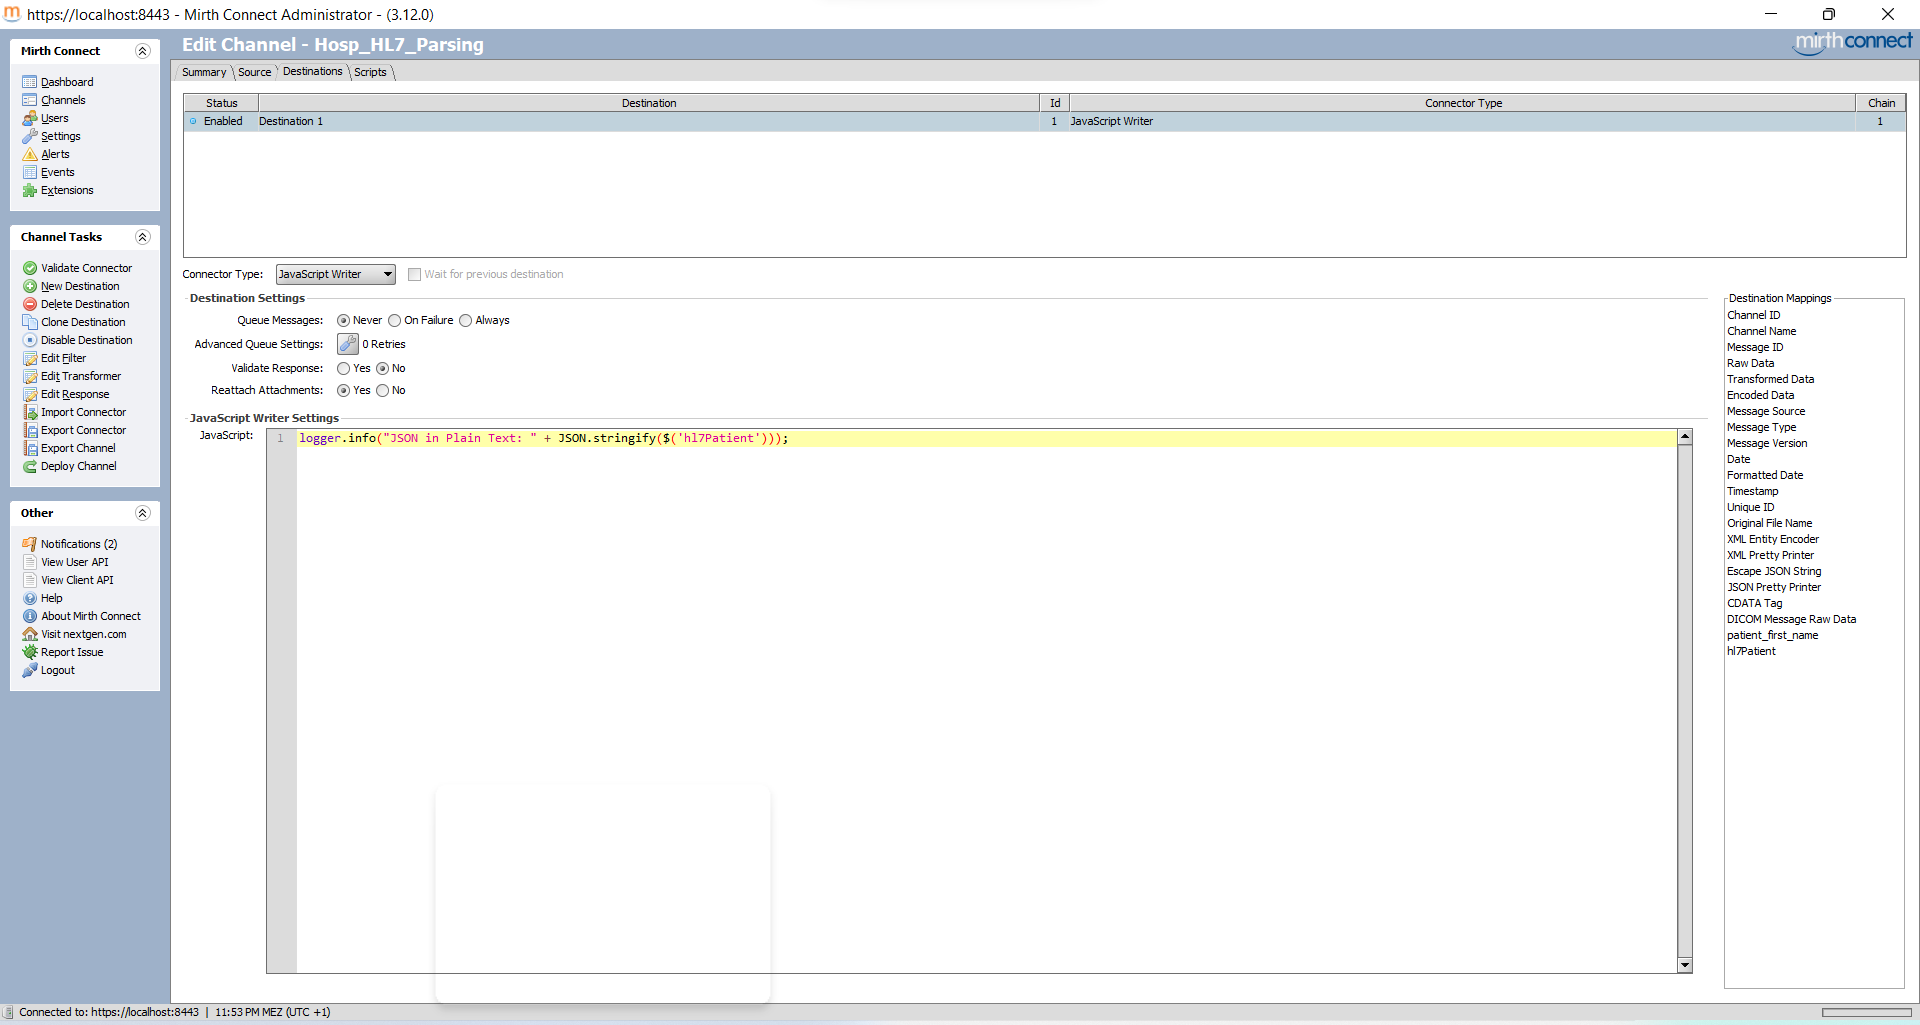 https://localhost:8443 - Mirth Connect Administrator - (3.12.0)
Mirth Connect
Dashboard
Channels
Users
Settings
Alerts
Events
Extensions
Channel Tasks
Validate Connector
New Destination
Delete Destination
Clone Destination
Disable Destination
Edit Filter
Edit Transformer
Edit Response
Import Connector
Export Connector
Export Channel
Deploy Channel
Other
Notifications (2)
View User API
View Client API
Help
About Mirth Connect
Visit nextgen.com
Report Issue
Logout
Edit Channel - Hosp_HL7_Parsing
mirthconnect
Summary Source Destinations Scripts
Status Destination Id Connector Type Chain
Enabled Destination 1 1 JavaScript Writer 1
Connector Type: JavaScript Writer Wait for previous destination
Destination Settings
Queue Messages: Never On Failure Always
Advanced Queue Settings: 0 Retries
Validate Response: Yes No
Reattach Attachments: Yes No
JavaScript Writer Settings
JavaScript: 1 logger.info("JSON in Plain Text: " + JSON.stringify($('hl7Patient')));
Destination Mappings
Channel ID
Channel Name
Message ID
Raw Data
Transformed Data
Encoded Data
Message Source
Message Type
Message Version
Date
Formatted Date
Timestamp
Unique ID
Original File Name
XML Entity Encoder
XML Pretty Printer
Escape JSON String
JSON Pretty Printer
CDATA Tag
DICOM Message Raw Data
patient_first_name
hl7Patient
Connected to: https://localhost:8443 | 11:53 PM MEZ (UTC +1)